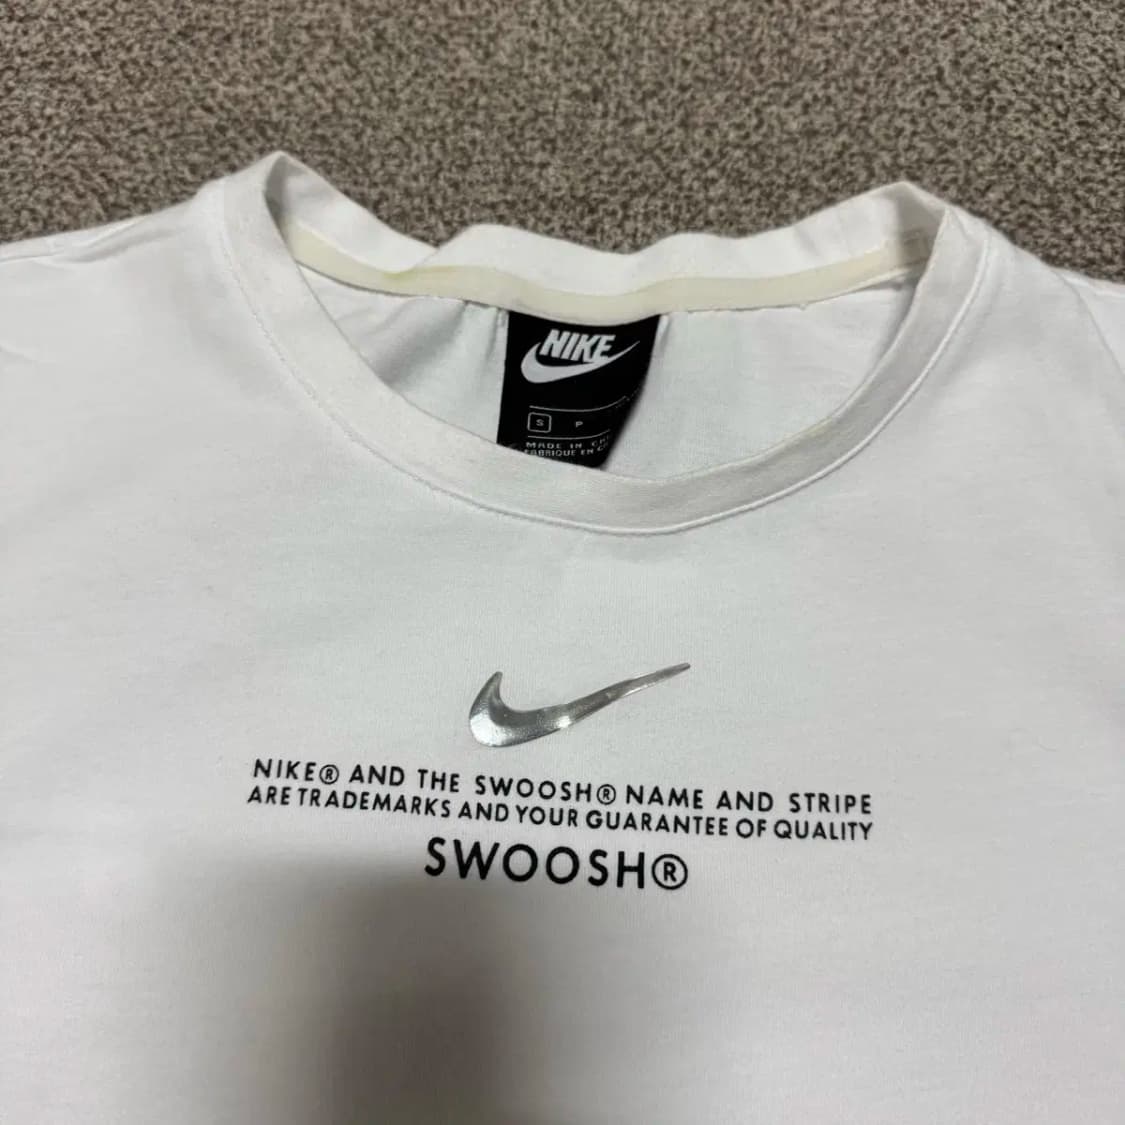 NIKE
S P
MADE IN
FABRIQUE EN
NIKE® AND THE SWOOSH® NAME AND STRIPE
ARE TRADEMARKS AND YOUR GUARANTEE OF QUALITY
SWOOSH®